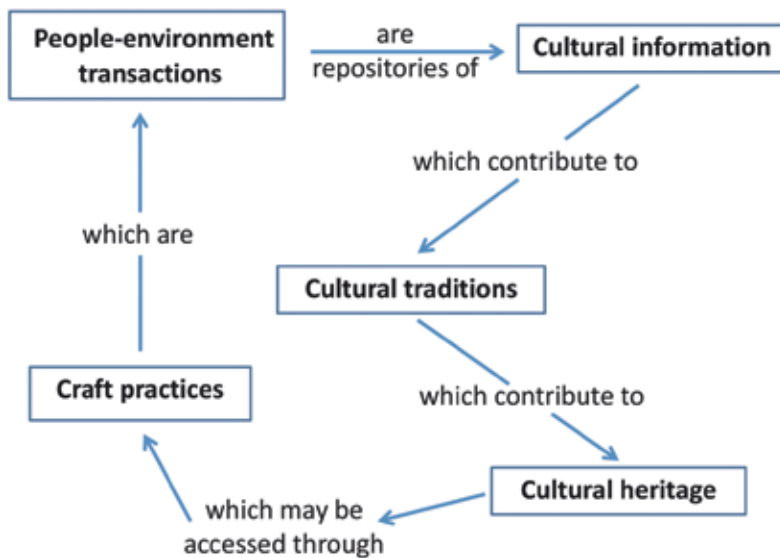 People-environment
transactions
are
repositories of
Cultural information
which contribute to
Cultural traditions
which contribute to
Cultural heritage
which may be
accessed through
Craft practices
which are